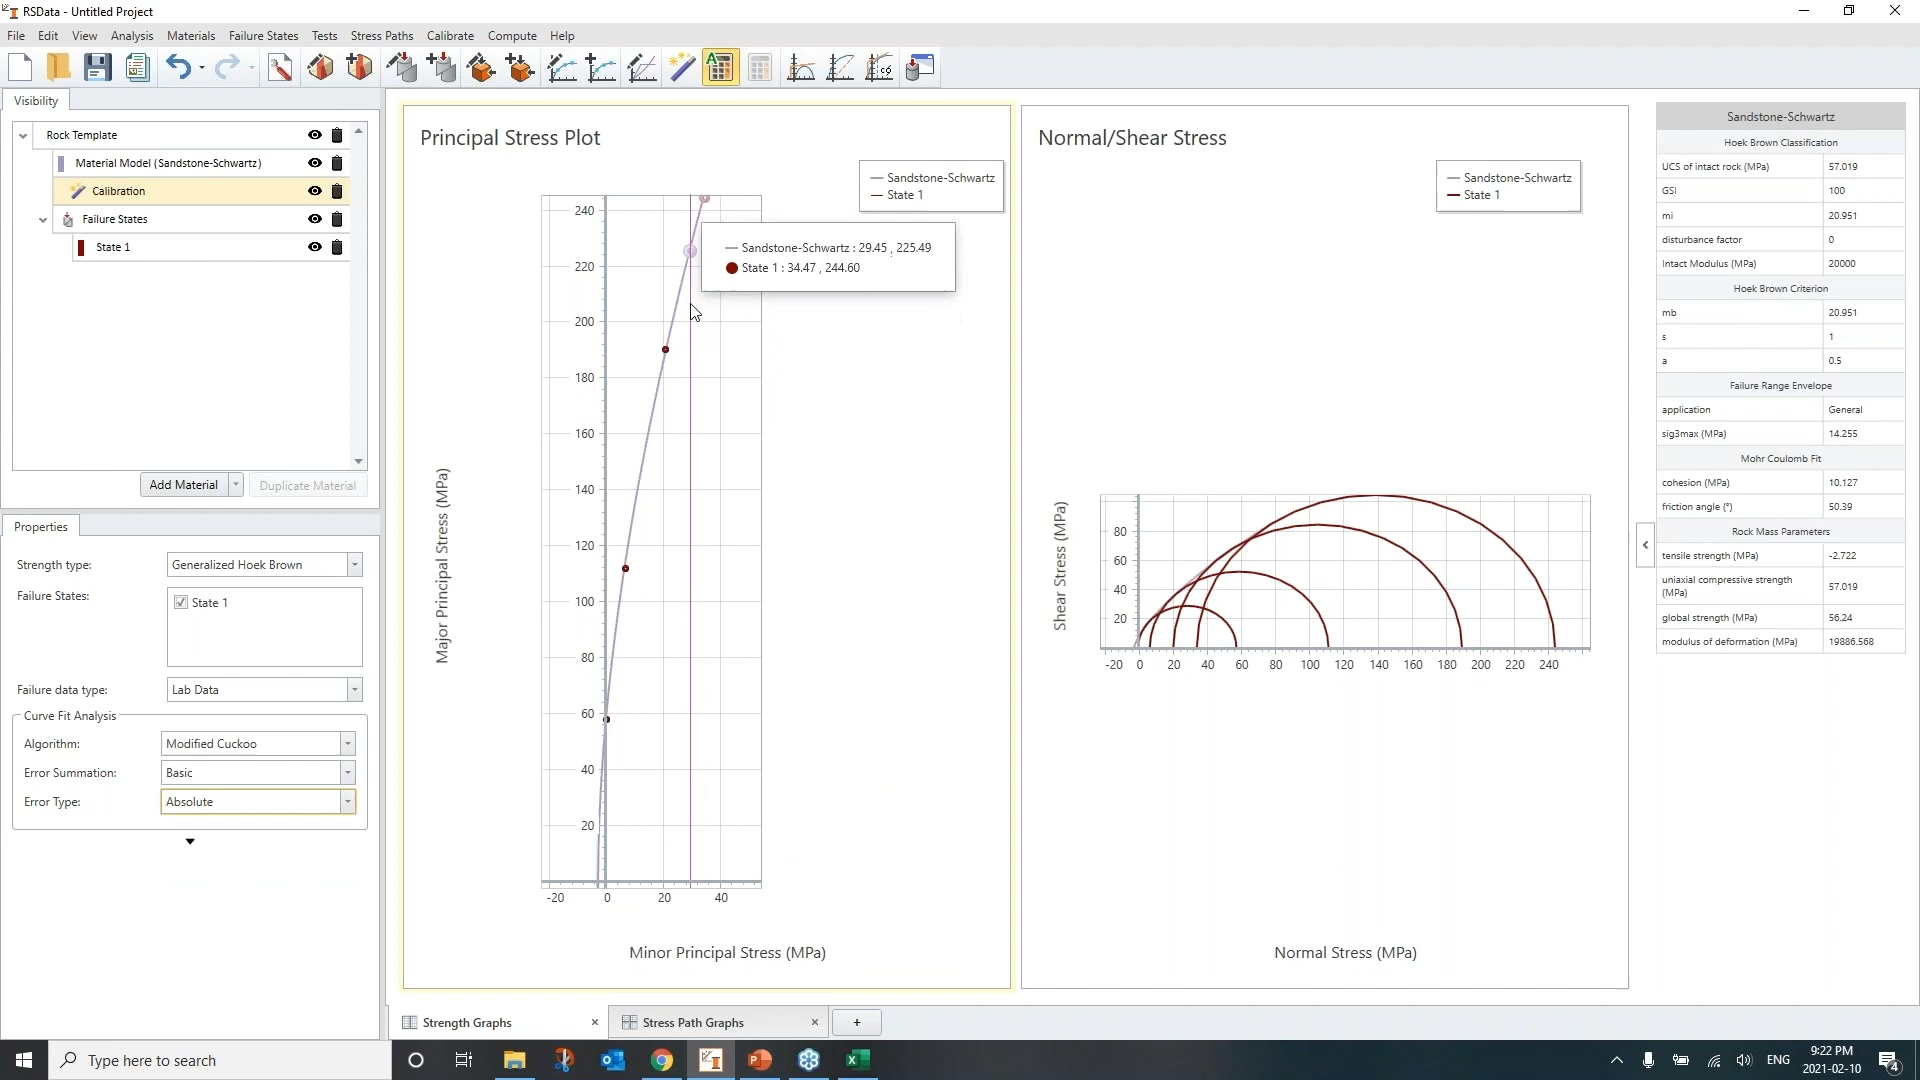 RSData - Untitled Project
File Edit View Analysis Materials Failure States Tests Stress Paths Calibrate Compute Help
Visibility
Rock Template
Material Model (Sandstone-Schwartz)
Calibration
Failure States
State 1
Add Material
Duplicate Material
Properties
Strength type: Generalized Hoek Brown
Failure States: State 1
Failure data type: Lab Data
Curve Fit Analysis
Algorithm: Modified Cuckoo
Error Summation: Basic
Error Type: Absolute
Principal Stress Plot
Sandstone-Schwartz
State 1
Sandstone-Schwartz : 29.45 , 225.49
State 1 : 34.47 , 244.60
240
220
200
180
160
140
120
100
80
60
40
20
-20 0 20 40
Major Principal Stress (MPa)
Minor Principal Stress (MPa)
Normal/Shear Stress
Sandstone-Schwartz
State 1
80
60
40
20
-20 0 20 40 60 80 100 120 140 160 180 200 220 240
Shear Stress (MPa)
Normal Stress (MPa)
Sandstone-Schwartz
Hoek Brown Classification
UCS of intact rock (MPa) 57.019
GSI 100
mi 20.951
disturbance factor 0
Intact Modulus (MPa) 20000
Hoek Brown Criterion
mb 20.951
s 1
a 0.5
Failure Range Envelope
application General
sig3max (MPa) 14.255
Mohr Coulomb Fit
cohesion (MPa) 10.127
friction angle (°) 50.39
Rock Mass Parameters
tensile strength (MPa) -2.722
uniaxial compressive strength
(MPa) 57.019
global strength (MPa) 56.24
modulus of deformation (MPa) 19886.568
Strength Graphs
Stress Path Graphs
+
Type here to search
ENG
9:22 PM
2021-02-10
4